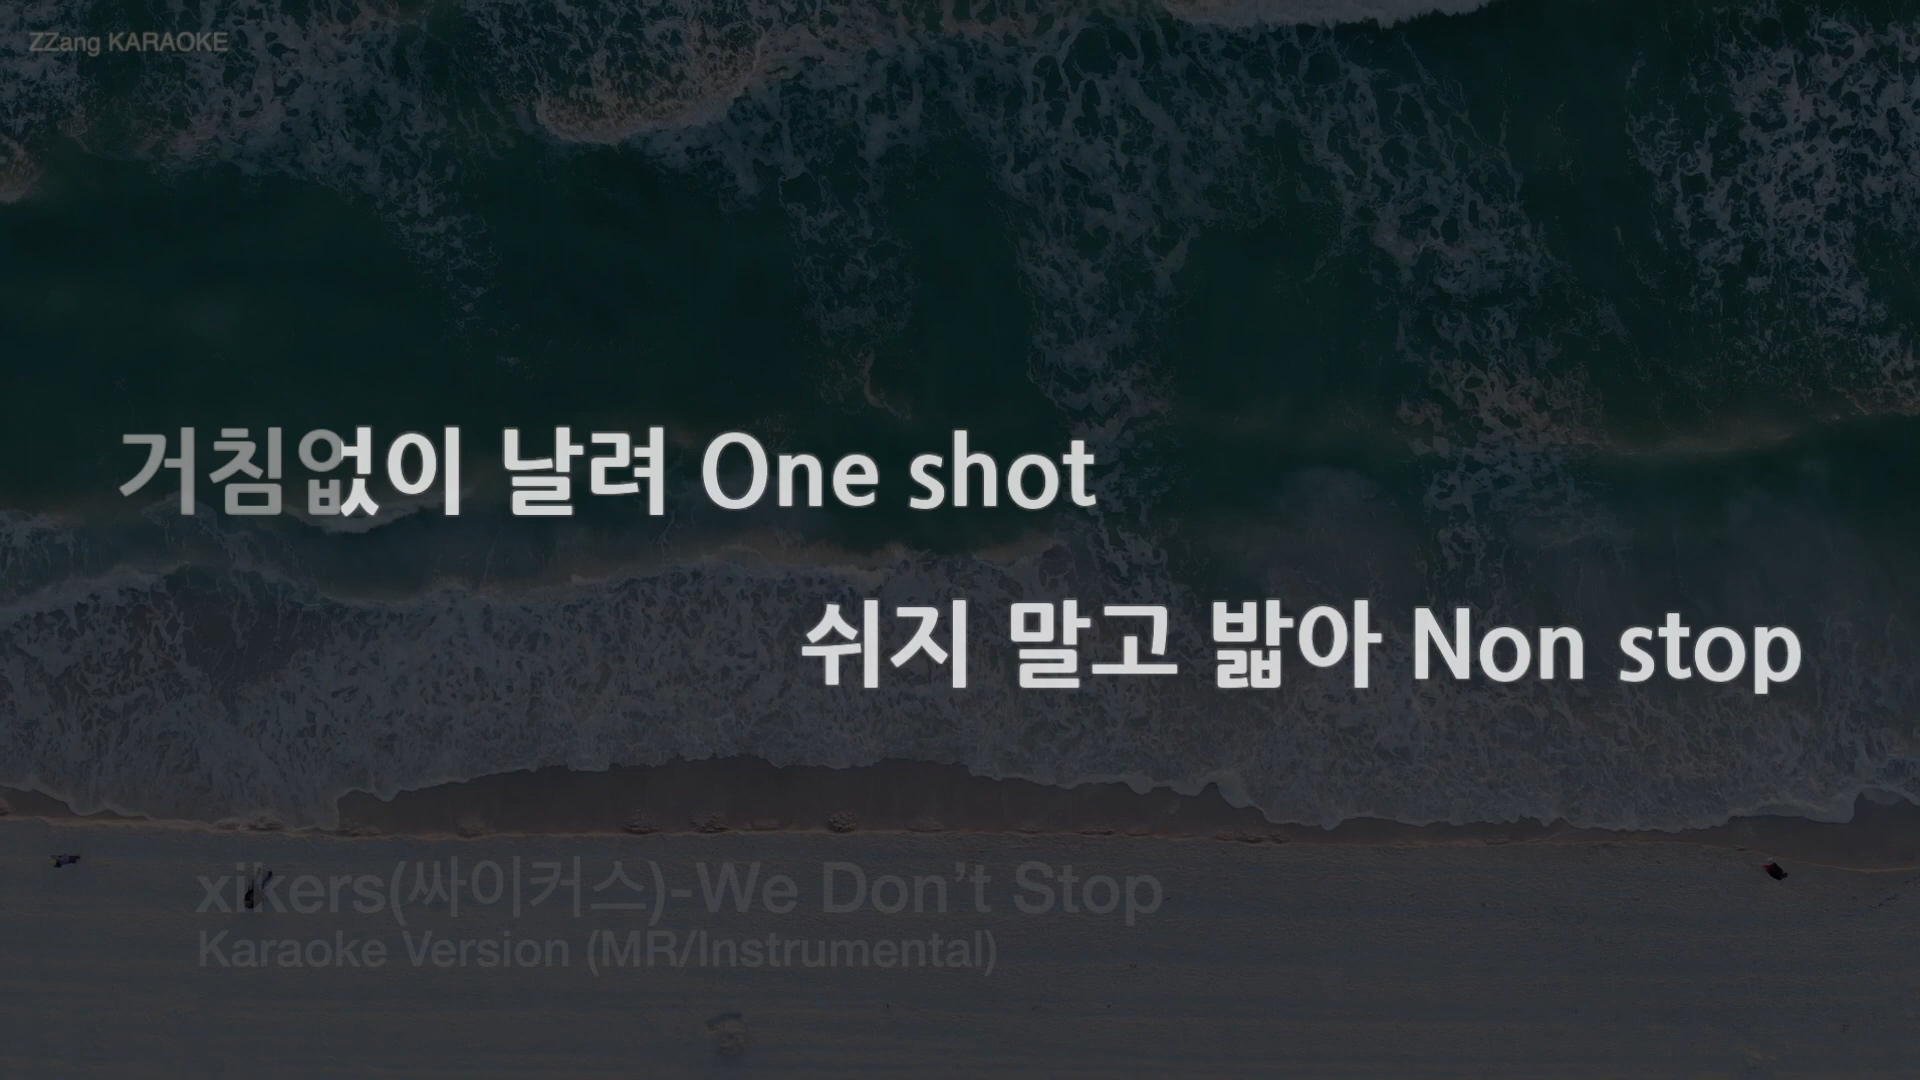 ZZang KARAOKE
거침없이 날려 One shot
쉬지 말고 밟아 Non stop
xikers(싸이커스)-We Don’t Stop
Karaoke Version (MR/Instrumental)